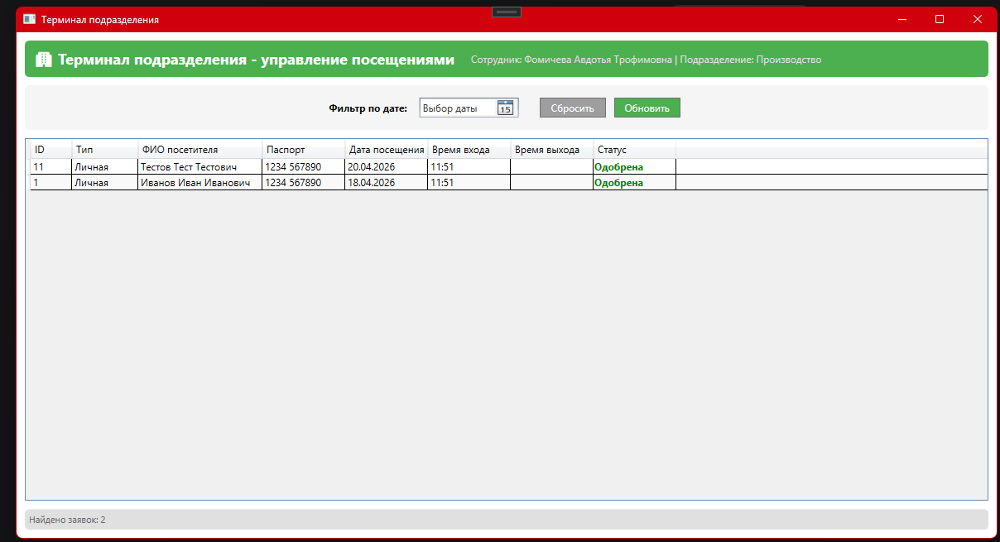 Терминал подразделения
Терминал подразделения - управление посещениями Сотрудник: Фомичева Авдотья Трофимовна | Подразделение: Производство
Фильтр по дате: Выбор даты 15 Сбросить Обновить
ID Тип ФИО посетителя Паспорт Дата посещения Время входа Время выхода Статус
11 Личная Тестов Тест Тестович 1234 567890 20.04.2026 11:51 Одобрена
1 Личная Иванов Иван Иванович 1234 567890 18.04.2026 11:51 Одобрена
Найдено заявок: 2